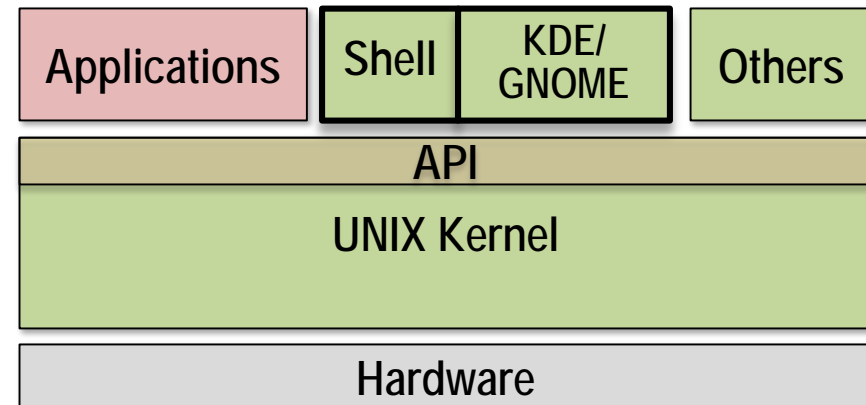 Applications
Shell
KDE/
GNOME
Others
API
UNIX Kernel
Hardware